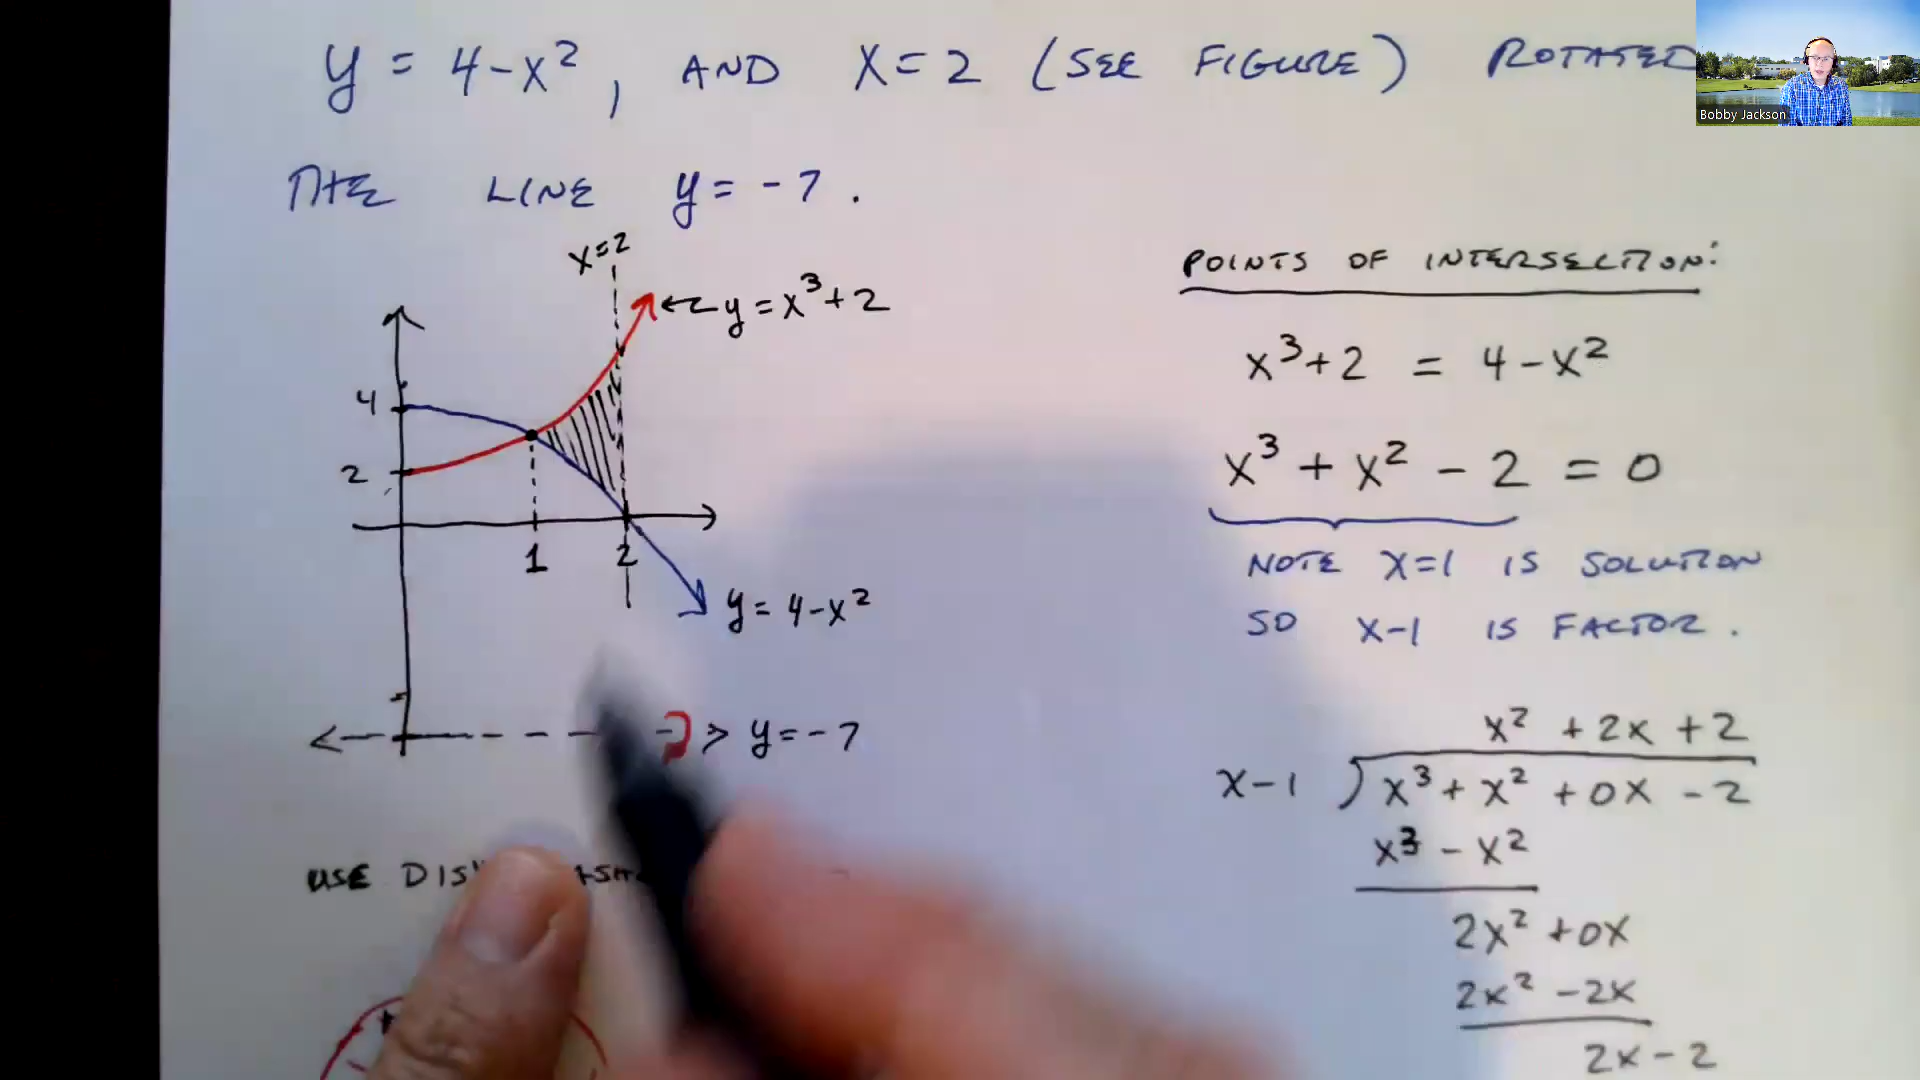 y = 4-x², AND X=2 (SEE FIGURE) ROTATED
Bobby Jackson
THE LINE y = -7.
x=2
← y = x³+2
4
2
1
2
y = 4-x²
y = -7
USE
POINTS OF INTERSECTION:
x³+2 = 4-x²
x³ + x² - 2 = 0
NOTE X=1 IS SOLUTION
SO X-1 IS FACTOR.
x² +2x +2
x-1 ) x³ + x² +0x -2
x³ - x²
2x² +0x
2x² -2x
2x-2